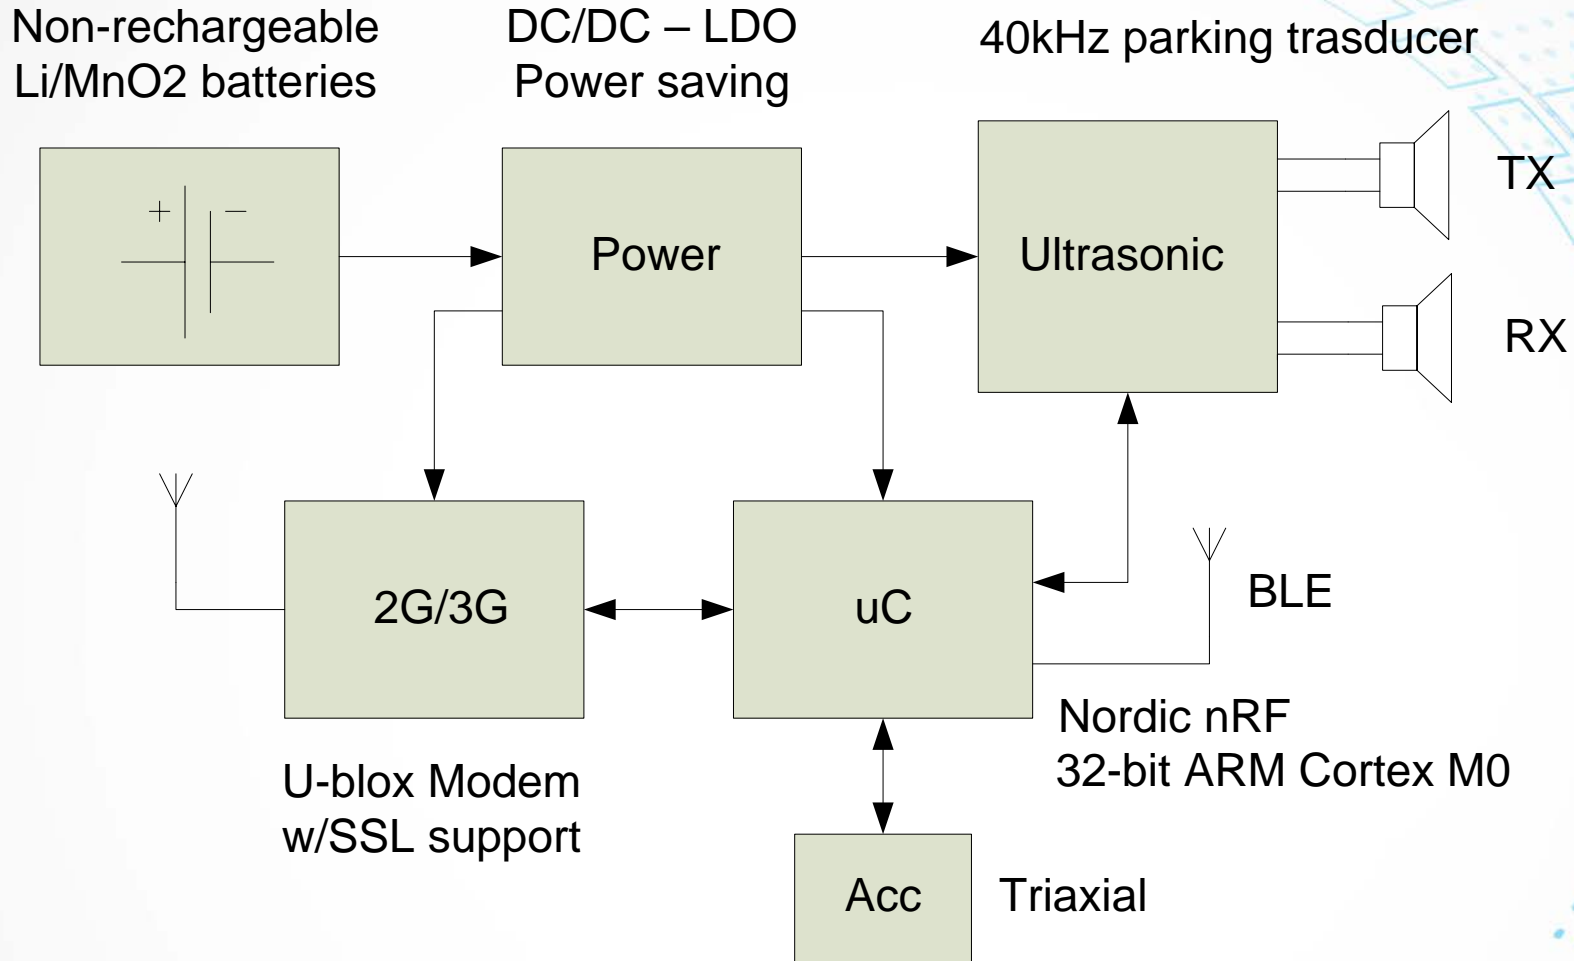 Non-rechargeable
Li/MnO2 batteries
DC/DC – LDO
Power saving
40kHz parking trasducer
+ –
Power
Ultrasonic
TX
RX
2G/3G
uC
BLE
U-blox Modem
w/SSL support
Nordic nRF
32-bit ARM Cortex M0
Acc
Triaxial